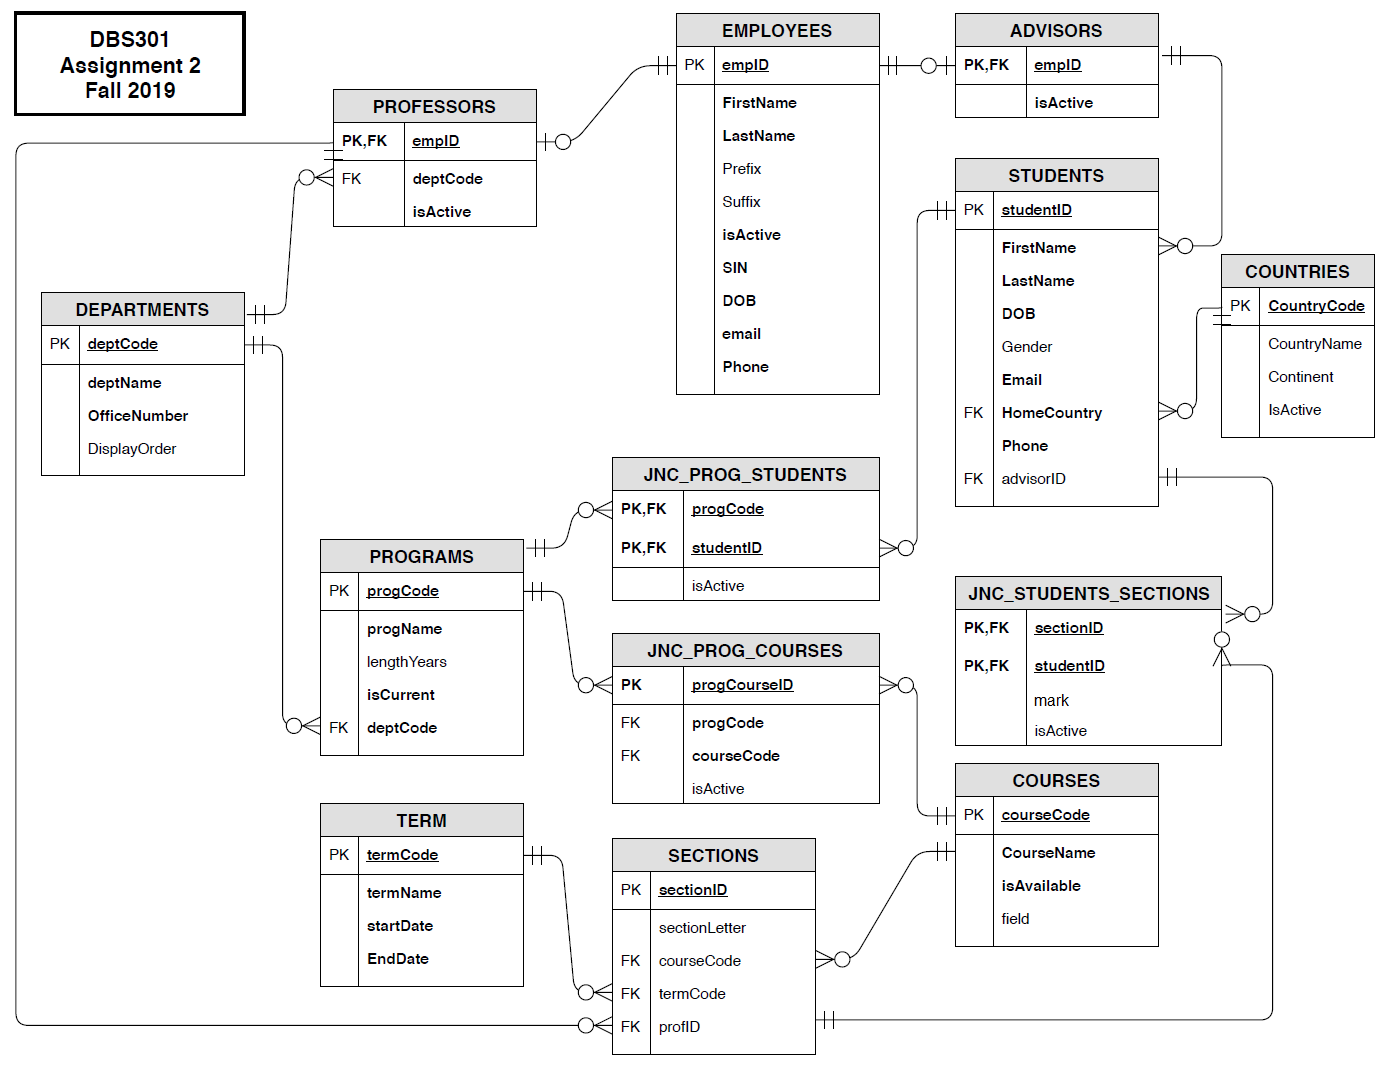 DBS301
Assignment 2
Fall 2019
EMPLOYEES
PK empID
FirstName
LastName
Prefix
Suffix
isActive
SIN
DOB
email
Phone
ADVISORS
PK,FK empID
isActive
PROFESSORS
PK,FK empID
FK deptCode
isActive
STUDENTS
PK studentID
FirstName
LastName
DOB
Gender
Email
FK HomeCountry
Phone
FK advisorID
COUNTRIES
PK CountryCode
CountryName
Continent
IsActive
DEPARTMENTS
PK deptCode
deptName
OfficeNumber
DisplayOrder
JNC_PROG_STUDENTS
PK,FK progCode
PK,FK studentID
isActive
PROGRAMS
PK progCode
progName
lengthYears
isCurrent
FK deptCode
JNC_STUDENTS_SECTIONS
PK,FK sectionID
PK,FK studentID
mark
isActive
JNC_PROG_COURSES
PK progCourseID
FK progCode
FK courseCode
isActive
COURSES
PK courseCode
CourseName
isAvailable
field
TERM
PK termCode
termName
startDate
EndDate
SECTIONS
PK sectionID
sectionLetter
FK courseCode
FK termCode
FK profID